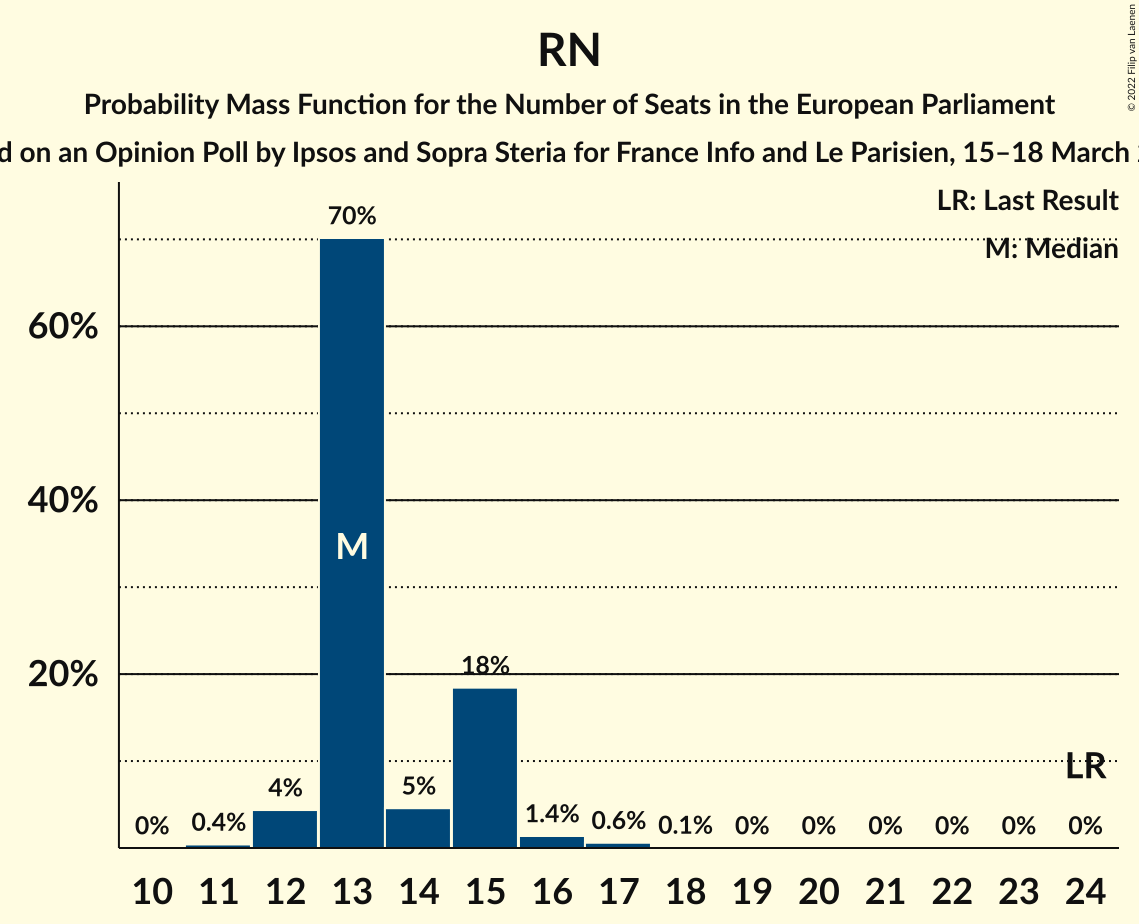 RN
Probability Mass Function for the Number of Seats in the European Parliament
on an Opinion Poll by Ipsos and Sopra Steria for France Info and Le Parisien, 15–18 March
© 2022 Filip van Laenen
LR: Last Result
M: Median
70%
60%
40%
M
20%
18%
LR
4%
5%
0%
0.4%
1.4%
0.6%
0.1%
0%
0%
0%
0%
0%
0%
10 11 12 13 14 15 16 17 18 19 20 21 22 23 24